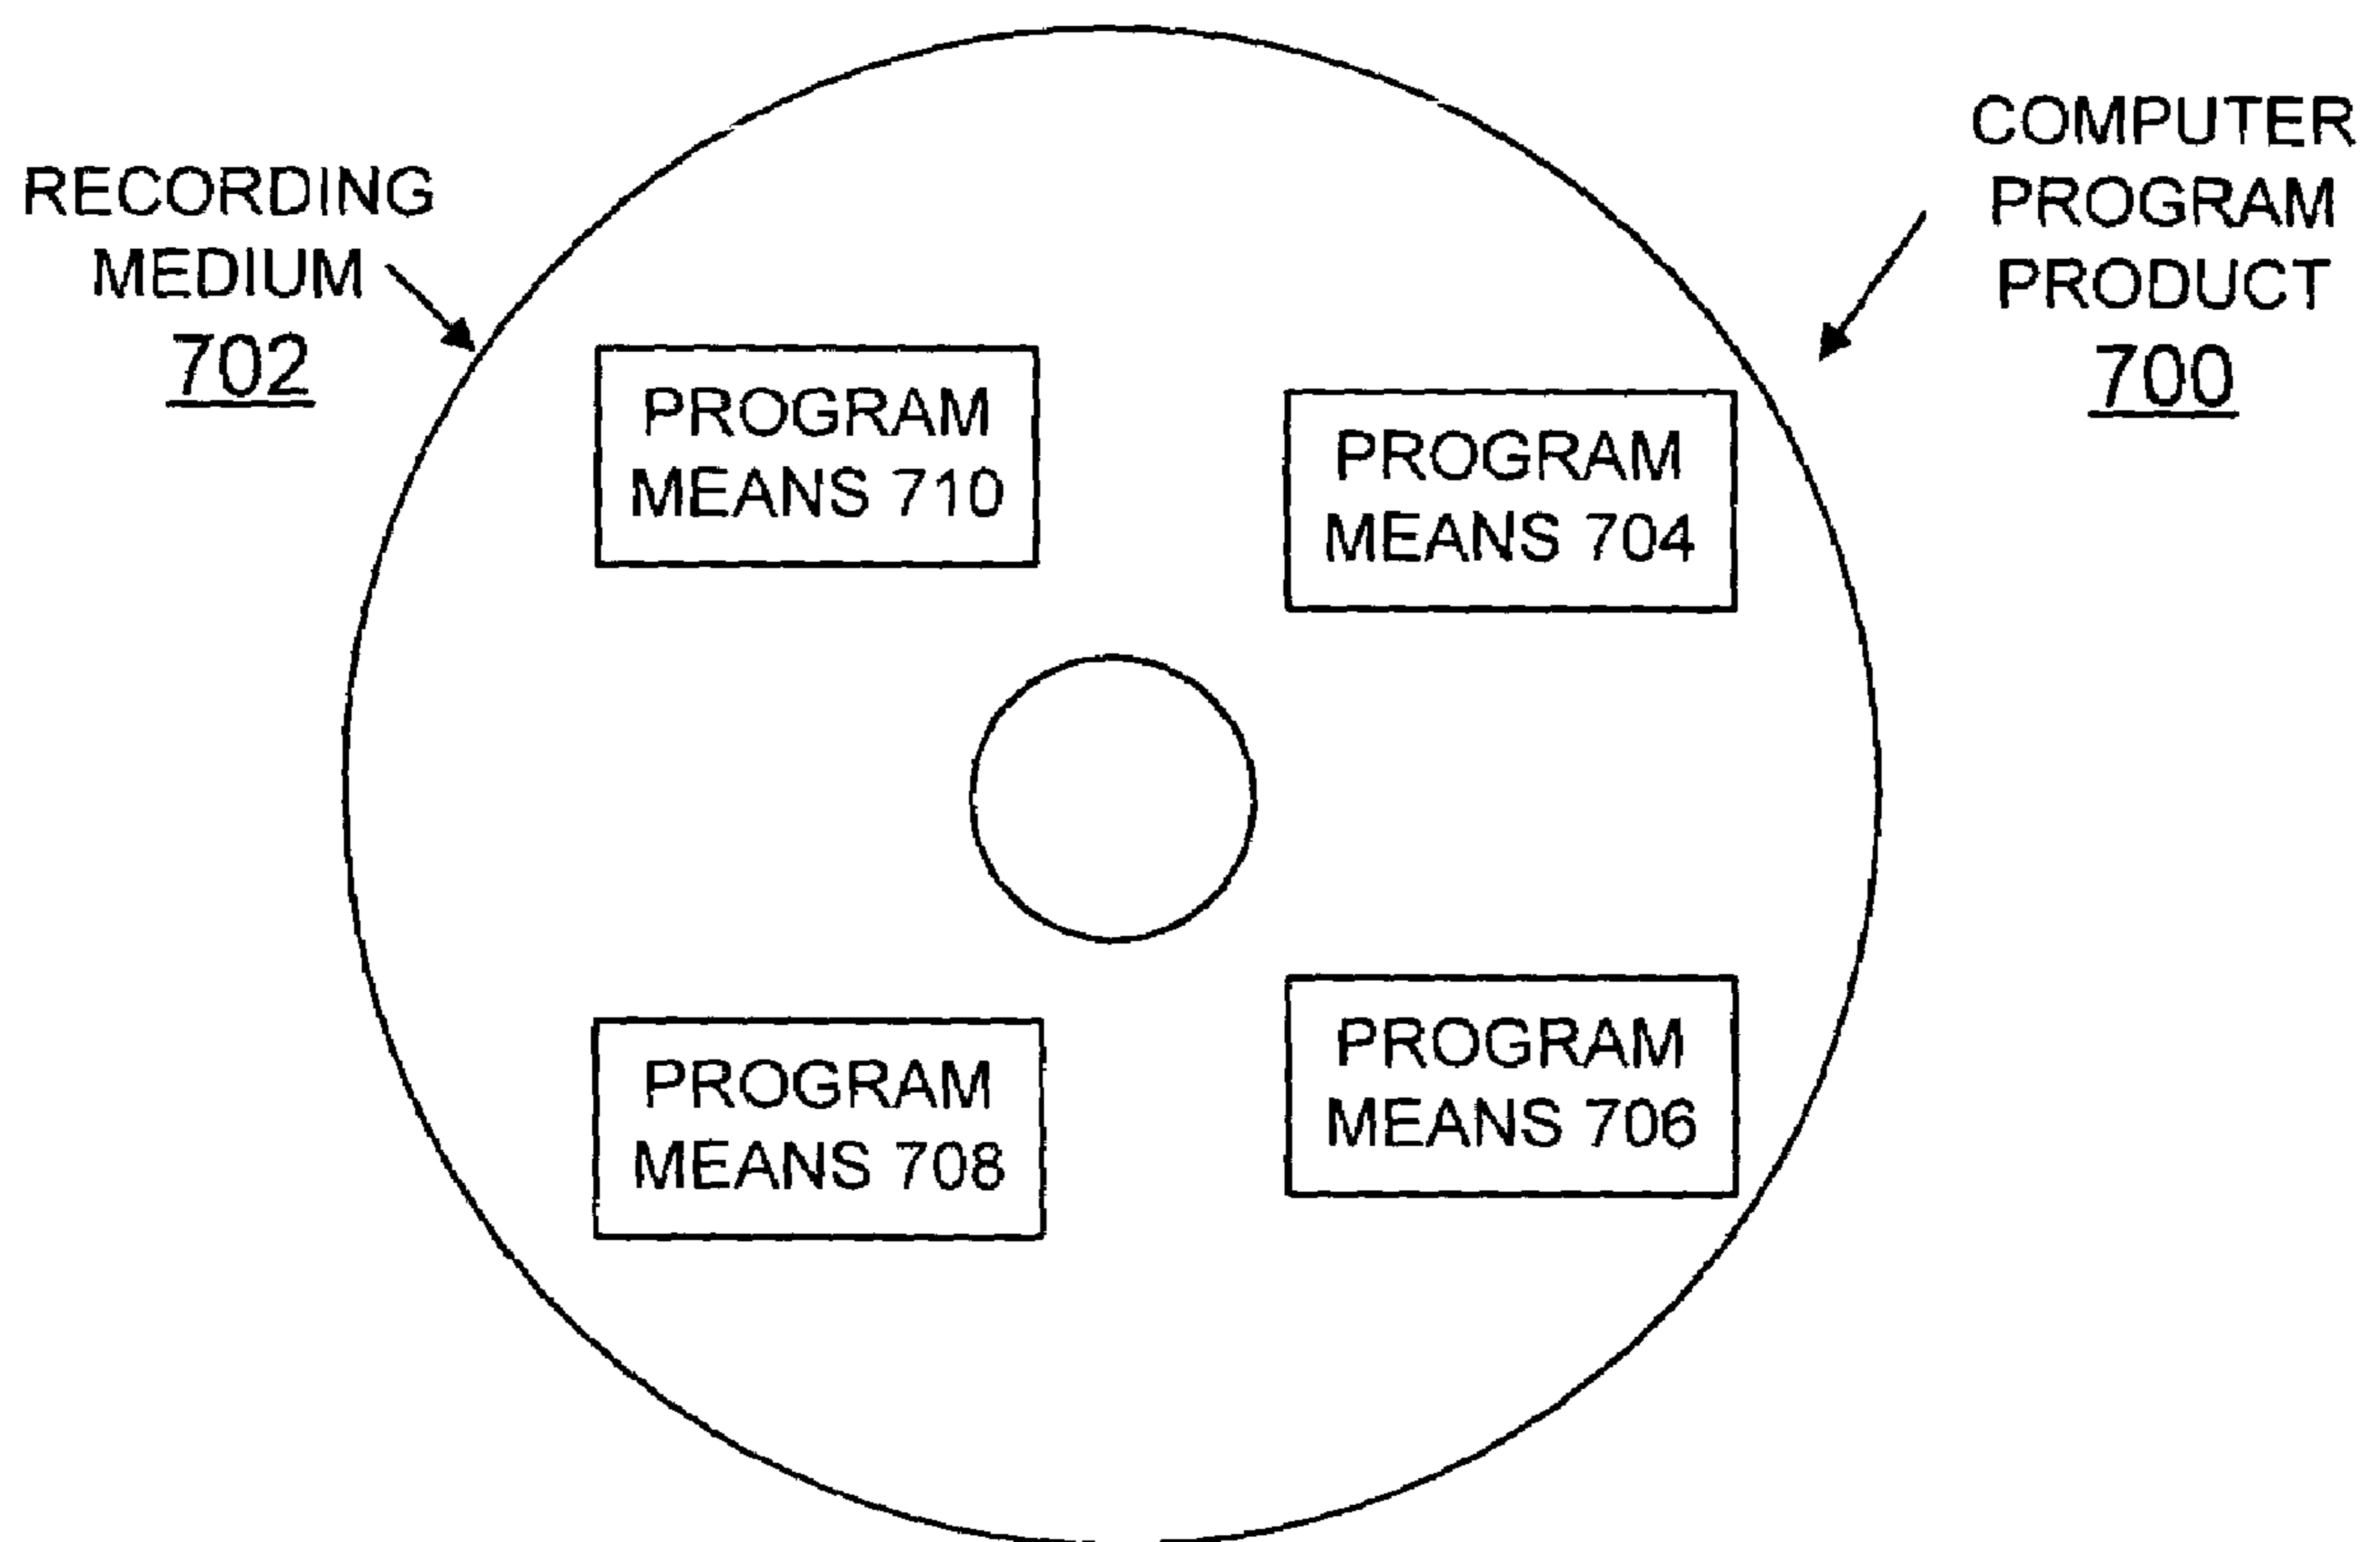 RECORDING
MEDIUM
702
COMPUTER
PROGRAM
PRODUCT
700
PROGRAM
MEANS 710
PROGRAM
MEANS 704
PROGRAM
MEANS 708
PROGRAM
MEANS 706